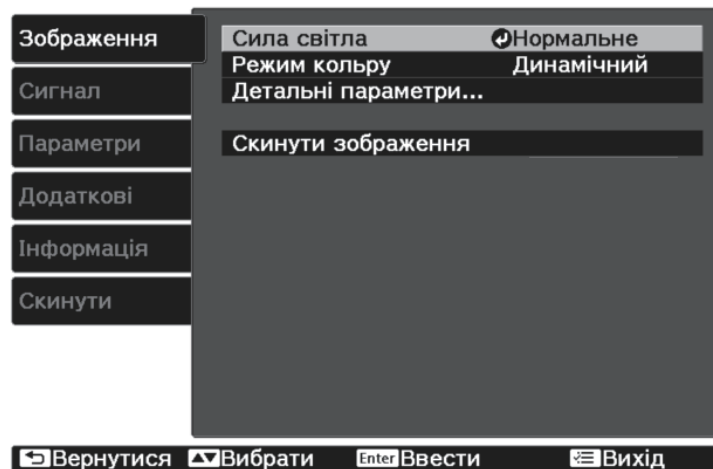 Зображення
Сигнал
Параметри
Додаткові
Інформація
Скинути
Сила світла Нормальне
Режим кольру Динамічний
Детальні параметри...
Скинути зображення
Вернутися Вибрати Enter Ввести Вихід